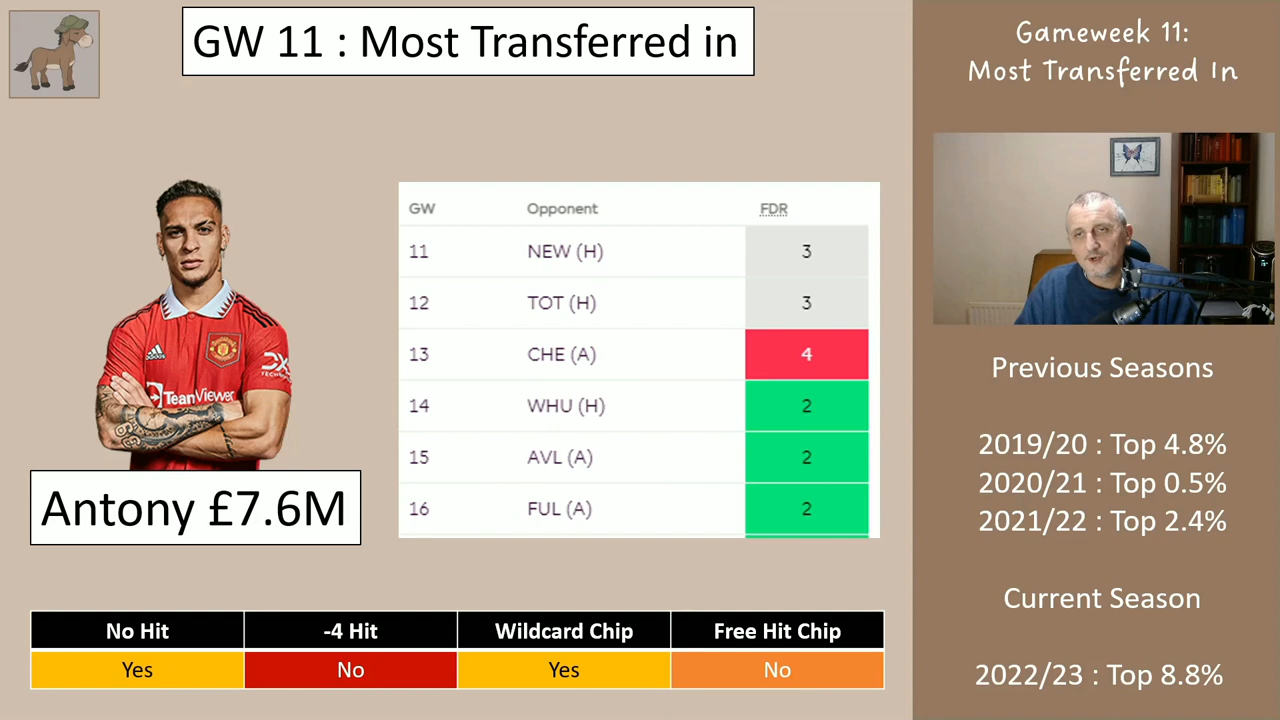 GW 11 : Most Transferred in
Gameweek 11:
Most Transferred In
GW Opponent FDR
11 NEW (H) 3
12 TOT (H) 3
13 CHE (A) 4
14 WHU (H) 2
15 AVL (A) 2
16 FUL (A) 2
adidas
TeamViewer
DXC
Antony £7.6M
No Hit -4 Hit Wildcard Chip Free Hit Chip
Yes No Yes No
Previous Seasons
2019/20 : Top 4.8%
2020/21 : Top 0.5%
2021/22 : Top 2.4%
Current Season
2022/23 : Top 8.8%